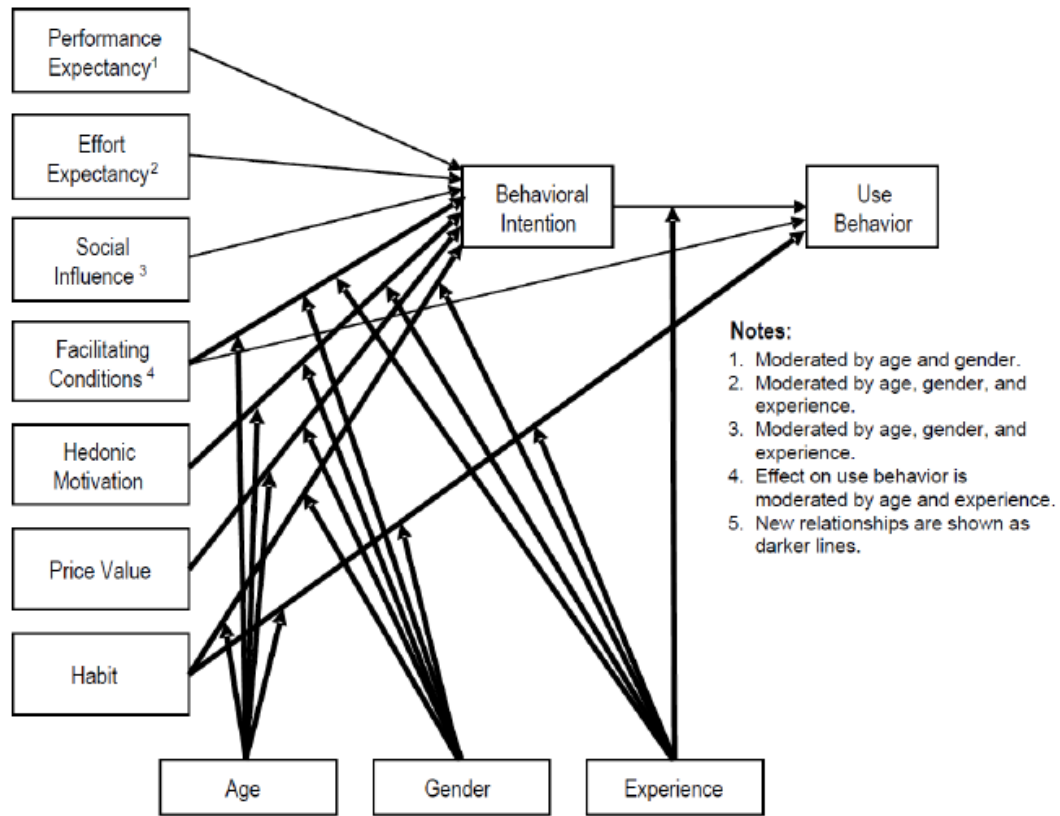 Performance
Expectancy1
Effort
Expectancy2
Social
Influence 3
Facilitating
Conditions 4
Hedonic
Motivation
Price Value
Habit
Behavioral
Intention
Use
Behavior
Notes:
1. Moderated by age and gender.
2. Moderated by age, gender, and
experience.
3. Moderated by age, gender, and
experience.
4. Effect on use behavior is
moderated by age and experience.
5. New relationships are shown as
darker lines.
Age
Gender
Experience